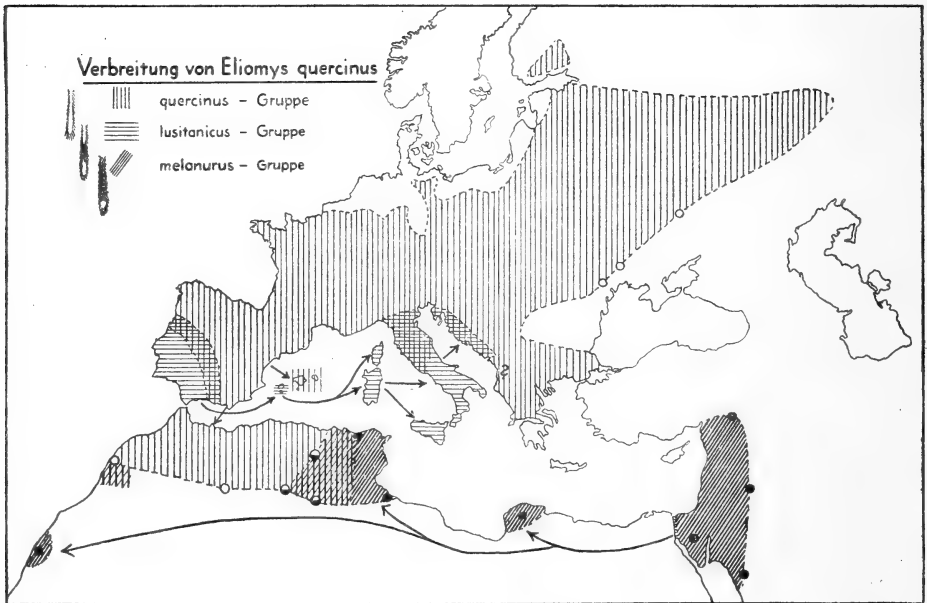 Verbreitung von Eliomys quercinus
quercinus – Gruppe
lusitanicus – Gruppe
melanurus – Gruppe
?